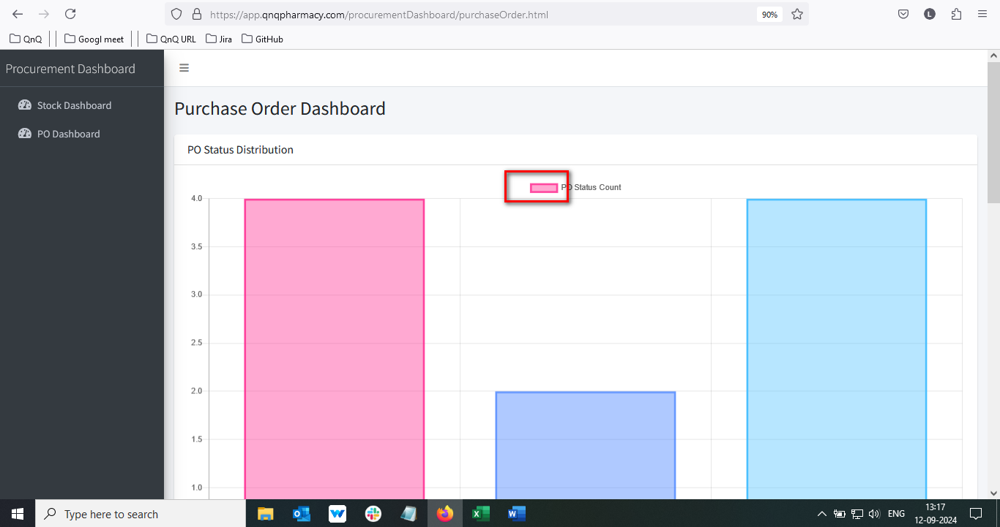 https://app.qnqpharmacy.com/procurementDashboard/purchaseOrder.html
90%
L
QnQ
Googl meet
QnQ URL
Jira
GitHub
Procurement Dashboard
Stock Dashboard
PO Dashboard
Purchase Order Dashboard
PO Status Distribution
PO Status Count
4.0
3.5
3.0
2.5
2.0
1.5
1.0
Type here to search
ENG
13:17
12-09-2024